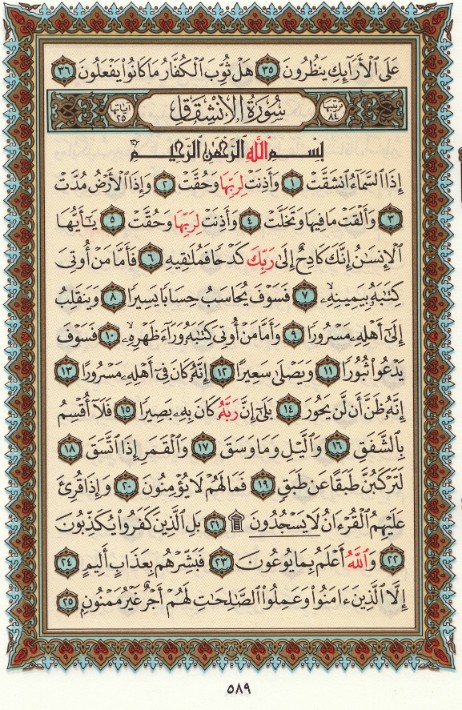 عَلَى ٱلْأَرَآئِكِ يَنظُرُونَ ٣٥ هَلْ ثُوِّبَ ٱلْكُفَّارُ مَا كَانُوا۟ يَفْعَلُونَ ٣٦
ترتيبها ٨٤ سُورَةُ الانْشِقَاقِ آياتها ٢٥
بِسْمِ ٱللَّهِ ٱلرَّحْمَٰنِ ٱلرَّحِيمِ
إِذَا ٱلسَّمَآءُ ٱنشَقَّتْ ١ وَأَذِنَتْ لِرَبِّهَا وَحُقَّتْ ٢ وَإِذَا ٱلْأَرْضُ مُدَّتْ
٣ وَأَلْقَتْ مَا فِيهَا وَتَخَلَّتْ ٤ وَأَذِنَتْ لِرَبِّهَا وَحُقَّتْ ٥ يَٰٓأَيُّهَا
ٱلْإِنسَٰنُ إِنَّكَ كَادِحٌ إِلَىٰ رَبِّكَ كَدْحًا فَمُلَٰقِيهِ ٦ فَأَمَّا مَنْ أُوتِىَ
كِتَٰبَهُۥ بِيَمِينِهِۦ ٧ فَسَوْفَ يُحَاسَبُ حِسَابًا يَسِيرًا ٨ وَيَنقَلِبُ
إِلَىٰٓ أَهْلِهِۦ مَسْرُورًا ٩ وَأَمَّا مَنْ أُوتِىَ كِتَٰبَهُۥ وَرَآءَ ظَهْرِهِۦ ١٠ فَسَوْفَ
يَدْعُوا۟ ثُبُورًا ١١ وَيَصْلَىٰ سَعِيرًا ١٢ إِنَّهُۥ كَانَ فِىٓ أَهْلِهِۦ مَسْرُورًا ١٣
إِنَّهُۥ ظَنَّ أَن لَّن يَحُورَ ١٤ بَلَىٰٓ إِنَّ رَبَّهُۥ كَانَ بِهِۦ بَصِيرًا ١٥ فَلَآ أُقْسِمُ
بِٱلشَّفَقِ ١٦ وَٱلَّيْلِ وَمَا وَسَقَ ١٧ وَٱلْقَمَرِ إِذَا ٱتَّسَقَ ١٨
لَتَرْكَبُنَّ طَبَقًا عَن طَبَقٍ ١٩ فَمَا لَهُمْ لَا يُؤْمِنُونَ ٢٠ وَإِذَا قُرِئَ
عَلَيْهِمُ ٱلْقُرْءَانُ لَا يَسْجُدُونَ ۩ ٢١ بَلِ ٱلَّذِينَ كَفَرُوا۟ يُكَذِّبُونَ
٢٢ وَٱللَّهُ أَعْلَمُ بِمَا يُوعُونَ ٢٣ فَبَشِّرْهُم بِعَذَابٍ أَلِيمٍ ٢٤
إِلَّا ٱلَّذِينَ ءَامَنُوا۟ وَعَمِلُوا۟ ٱلصَّٰلِحَٰتِ لَهُمْ أَجْرٌ غَيْرُ مَمْنُونٍۭ ٢٥
٥٨٩